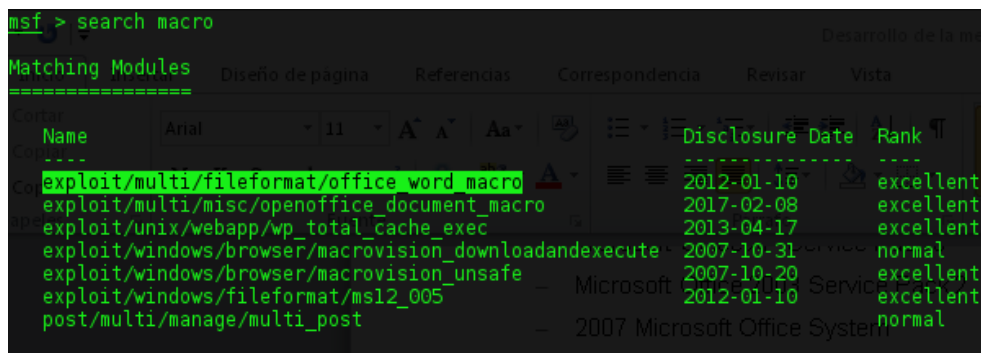 msf > search macro
Desarrollo de la me
Matching Modules
================
Diseño de página Referencias Correspondencia Revisar Vista
Cortar
Arial 11 A A Aa
Name Disclosure Date Rank
---- --------------- ----
exploit/multi/fileformat/office_word_macro 2012-01-10 excellent
exploit/multi/misc/openoffice_document_macro 2017-02-08 excellent
exploit/unix/webapp/wp_total_cache_exec 2013-04-17 excellent
exploit/windows/browser/macrovision_downloadandexecute 2007-10-31 normal
exploit/windows/browser/macrovision_unsafe 2007-10-20 excellent
exploit/windows/fileformat/ms12_005 2012-01-10 excellent
– Microsoft Office 2003 Service
post/multi/manage/multi_post normal
– 2007 Microsoft Office System